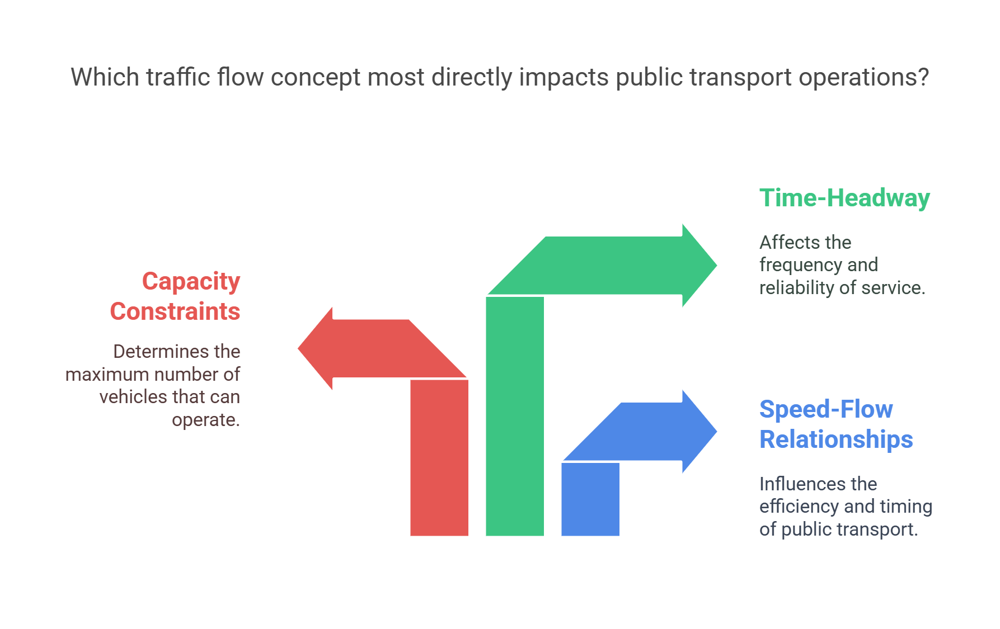 Which traffic flow concept most directly impacts public transport operations?
Time-Headway
Affects the
frequency and
reliability of service.
Capacity
Constraints
Determines the
maximum number of
vehicles that can
operate.
Speed-Flow
Relationships
Influences the
efficiency and timing
of public transport.